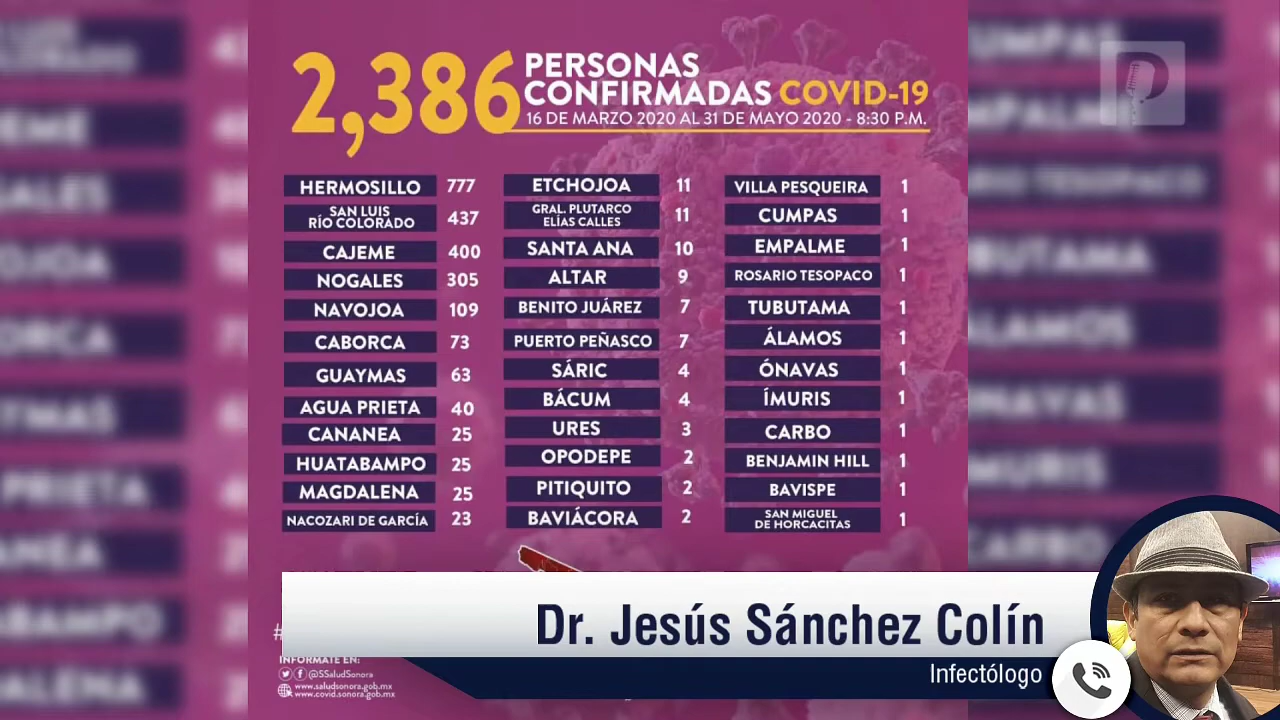 2,386
PERSONAS
CONFIRMADAS COVID-19
16 DE MARZO 2020 AL 31 DE MAYO 2020 - 8:30 P.M.
HERMOSILLO 777
SAN LUIS
RÍO COLORADO 437
CAJEME 400
NOGALES 305
NAVOJOA 109
CABORCA 73
GUAYMAS 63
AGUA PRIETA 40
CANANEA 25
HUATABAMPO 25
MAGDALENA 25
NACOZARI DE GARCÍA 23
ETCHOJOA 11
GRAL. PLUTARCO
ELÍAS CALLES 11
SANTA ANA 10
ALTAR 9
BENITO JUÁREZ 7
PUERTO PEÑASCO 7
SÁRIC 4
BÁCUM 4
URES 3
OPODEPE 2
PITIQUITO 2
BAVIÁCORA 2
VILLA PESQUEIRA 1
CUMPAS 1
EMPALME 1
ROSARIO TESOPACO 1
TUBUTAMA 1
ÁLAMOS 1
ÓNAVAS 1
ÍMURIS 1
CARBO 1
BENJAMIN HILL 1
BAVISPE 1
SAN MIGUEL
DE HORCACITAS 1
Dr. Jesús Sánchez Colín
Infectólogo
INFÓRMATE EN:
@SSaludSonora
www.saludsonora.gob.mx
www.covid.sonora.gob.mx